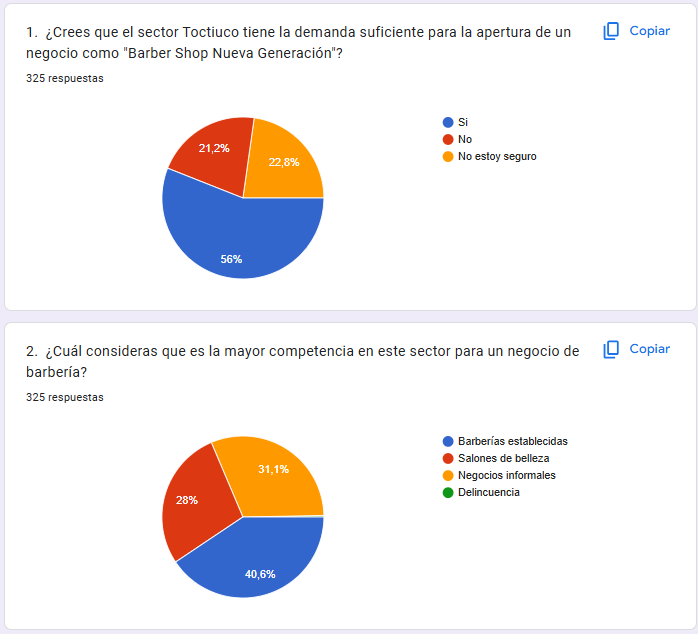 1. ¿Crees que el sector Toctiuco tiene la demanda suficiente para la apertura de un
negocio como "Barber Shop Nueva Generación"?
Copiar
325 respuestas
Si
No
No estoy seguro
21,2%
22,8%
56%
2. ¿Cuál consideras que es la mayor competencia en este sector para un negocio de
barbería?
Copiar
325 respuestas
Barberías establecidas
Salones de belleza
Negocios informales
Delincuencia
31,1%
28%
40,6%